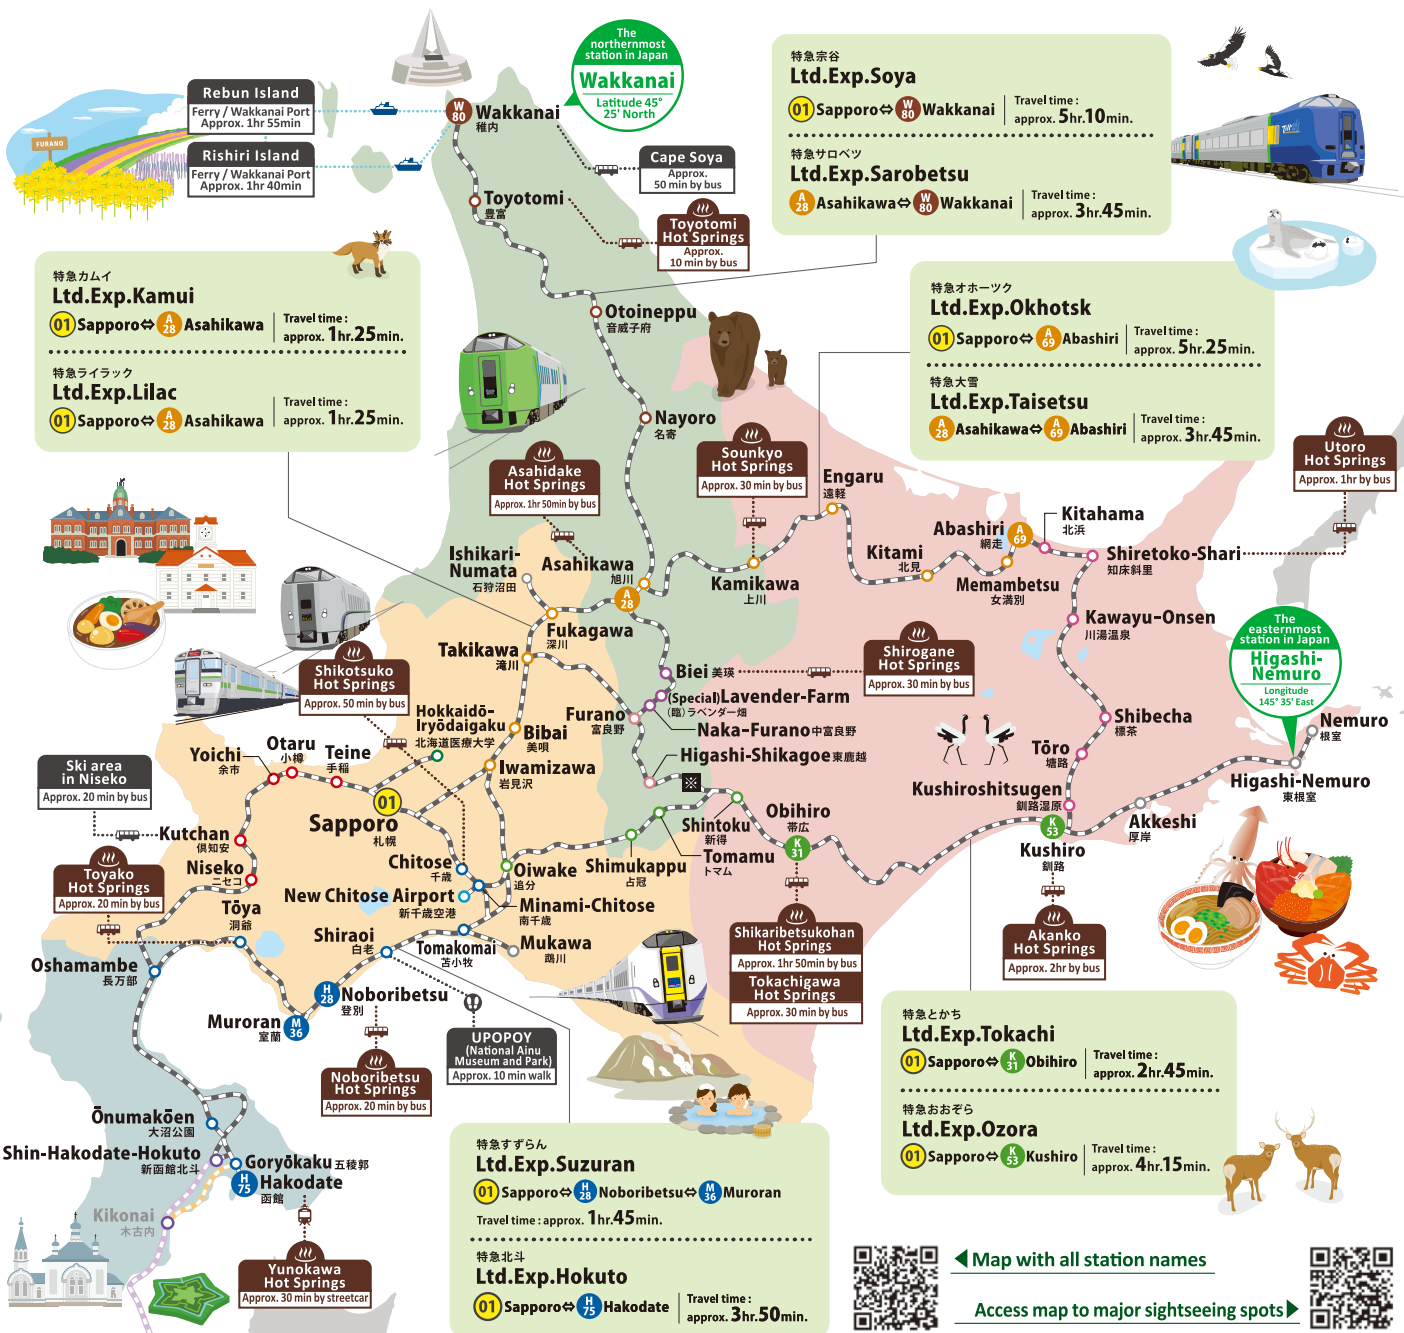 The
northernmost
station in Japan
Wakkanai
Latitude 45°
25' North
Rebun Island
Ferry / Wakkanai Port
Approx. 1hr 55min
Rishiri Island
Ferry / Wakkanai Port
Approx. 1hr 40min
FURANO
W
80
Wakkanai
稚内
Cape Soya
Approx.
50 min by bus
Toyotomi
豊富
Toyotomi
Hot Springs
Approx.
10 min by bus
特急宗谷
Ltd.Exp.Soya
01 Sapporo⇔ W 80 Wakkanai
Travel time :
approx. 5hr.10min.
特急サロベツ
Ltd.Exp.Sarobetsu
A 28 Asahikawa⇔ W 80 Wakkanai
Travel time :
approx. 3hr.45min.
特急カムイ
Ltd.Exp.Kamui
01 Sapporo⇔ A 28 Asahikawa
Travel time :
approx. 1hr.25min.
特急ライラック
Ltd.Exp.Lilac
01 Sapporo⇔ A 28 Asahikawa
Travel time :
approx. 1hr.25min.
特急オホーツク
Ltd.Exp.Okhotsk
01 Sapporo⇔ A 69 Abashiri
Travel time :
approx. 5hr.25min.
特急大雪
Ltd.Exp.Taisetsu
A 28 Asahikawa⇔ A 69 Abashiri
Travel time :
approx. 3hr.45min.
Otoineppu
音威子府
Nayoro
名寄
Asahidake
Hot Springs
Approx. 1hr 50min by bus
Sounkyo
Hot Springs
Approx. 30 min by bus
Utoro
Hot Springs
Approx. 1hr by bus
Engaru
遠軽
Abashiri
網走
A
69
Kitahama
北浜
Shiretoko-Shari
知床斜里
Kitami
北見
Memambetsu
女満別
Kamikawa
上川
Ishikari-
Numata
石狩沼田
Asahikawa
旭川
A
28
Fukagawa
深川
Takikawa
滝川
Kawayu-Onsen
川湯温泉
The
easternmost
station in Japan
Higashi-
Nemuro
Longitude
145° 35' East
Shirogane
Hot Springs
Approx. 30 min by bus
Biei 美瑛
(Special)Lavender-Farm
(臨)ラベンダー畑
Furano
富良野
Naka-Furano 中富良野
Higashi-Shikagoe 東鹿越
※
Shikotsuko
Hot Springs
Approx. 50 min by bus
Hokkaidō-
Iryōdaigaku
北海道医療大学
Bibai
美唄
Iwamizawa
岩見沢
Yoichi
余市
Otaru
小樽
Teine
手稲
Ski area
in Niseko
Approx. 20 min by bus
01
Sapporo
札幌
Kutchan
倶知安
Niseko
ニセコ
Toyako
Hot Springs
Approx. 20 min by bus
Tōya
洞爺
Chitose
千歳
New Chitose Airport
新千歳空港
Oiwake
追分
Minami-Chitose
南千歳
Shimukappu
占冠
Tomamu
トマム
Shintoku
新得
Obihiro
帯広
K
31
Shibecha
標茶
Tōro
塘路
Kushiroshitsugen
釧路湿原
K
53
Kushiro
釧路
Akkeshi
厚岸
Nemuro
根室
Higashi-Nemuro
東根室
Shiraoi
白老
Tomakomai
苫小牧
Mukawa
鵡川
Oshamambe
長万部
H
28
Noboribetsu
登別
Muroran
室蘭
M
36
UPOPOY
(National Ainu
Museum and Park)
Approx. 10 min walk
Noboribetsu
Hot Springs
Approx. 20 min by bus
Shikaribetsukohan
Hot Springs
Approx. 1hr 50min by bus
Tokachigawa
Hot Springs
Approx. 30 min by bus
Akanko
Hot Springs
Approx. 2hr by bus
Ōnumakōen
大沼公園
Shin-Hakodate-Hokuto
新函館北斗
Goryōkaku 五稜郭
H
75
Hakodate
函館
Kikonai
木古内
Yunokawa
Hot Springs
Approx. 30 min by streetcar
特急とかち
Ltd.Exp.Tokachi
01 Sapporo⇔ K 31 Obihiro
Travel time :
approx. 2hr.45min.
特急おおぞら
Ltd.Exp.Ozora
01 Sapporo⇔ K 53 Kushiro
Travel time :
approx. 4hr.15min.
特急すずらん
Ltd.Exp.Suzuran
01 Sapporo⇔ H 28 Noboribetsu⇔ M 36 Muroran
Travel time : approx. 1hr.45min.
特急北斗
Ltd.Exp.Hokuto
01 Sapporo⇔ H 75 Hakodate
Travel time :
approx. 3hr.50min.
◀Map with all station names
Access map to major sightseeing spots▶